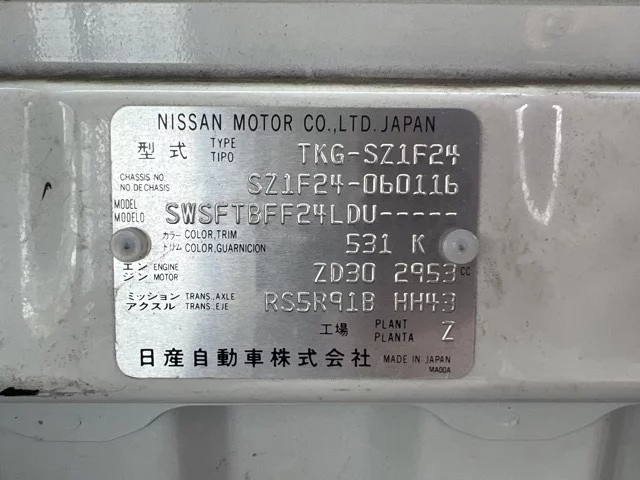 NISSAN MOTOR CO.,LTD.JAPAN
型式 TYPE TIPO TKG-SZ1F24
CHASSIS NO. NO.DE CHASIS SZ1F24-060116
MODEL MODELO SWSFTBFF24LDU-----
カラー COLOR,TRIM
トリム COLOR,GUARNICION 531 K
エンジン ENGINE MOTOR ZD30 2953 CC
ミッション TRANS.,AXLE
アクスル TRANS.,EJE RS5R91B HH43
工場 PLANT PLANTA Z
日産自動車株式会社 MADE IN JAPAN
MA00A